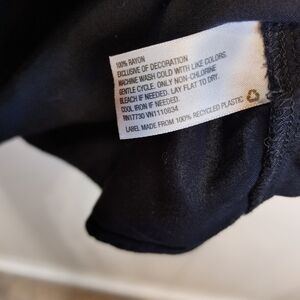 100% RAYON
EXCLUSIVE OF DECORATION
MACHINE WASH COLD WITH LIKE COLORS.
GENTLE CYCLE. ONLY NON-CHLORINE
BLEACH IF NEEDED. LAY FLAT TO DRY.
COOL IRON IF NEEDED.
RN17730 VN1110834
LABEL MADE FROM 100% RECYCLED PLASTIC